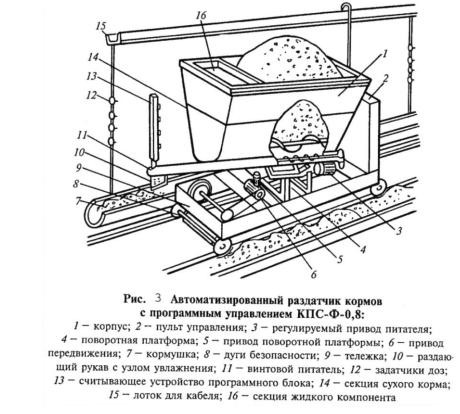 16
15
14
13
12
11
10
9
8
7
1
2
3
4
5
6
Рис. 3 Автоматизированный раздатчик кормов
с программным управлением КПС-Ф-0,8:
1 – корпус; 2 – пульт управления; 3 – регулируемый привод питателя;
4 – поворотная платформа; 5 – привод поворотной платформы; 6 – привод
передвижения; 7 – кормушка; 8 – дуги безопасности; 9 – тележка; 10 – раздаю-
щий рукав с узлом увлажнения; 11 – винтовой питатель; 12 – задатчики доз;
13 – считывающее устройство программного блока; 14 – секция сухого корма;
15 – лоток для кабеля; 16 – секция жидкого компонента